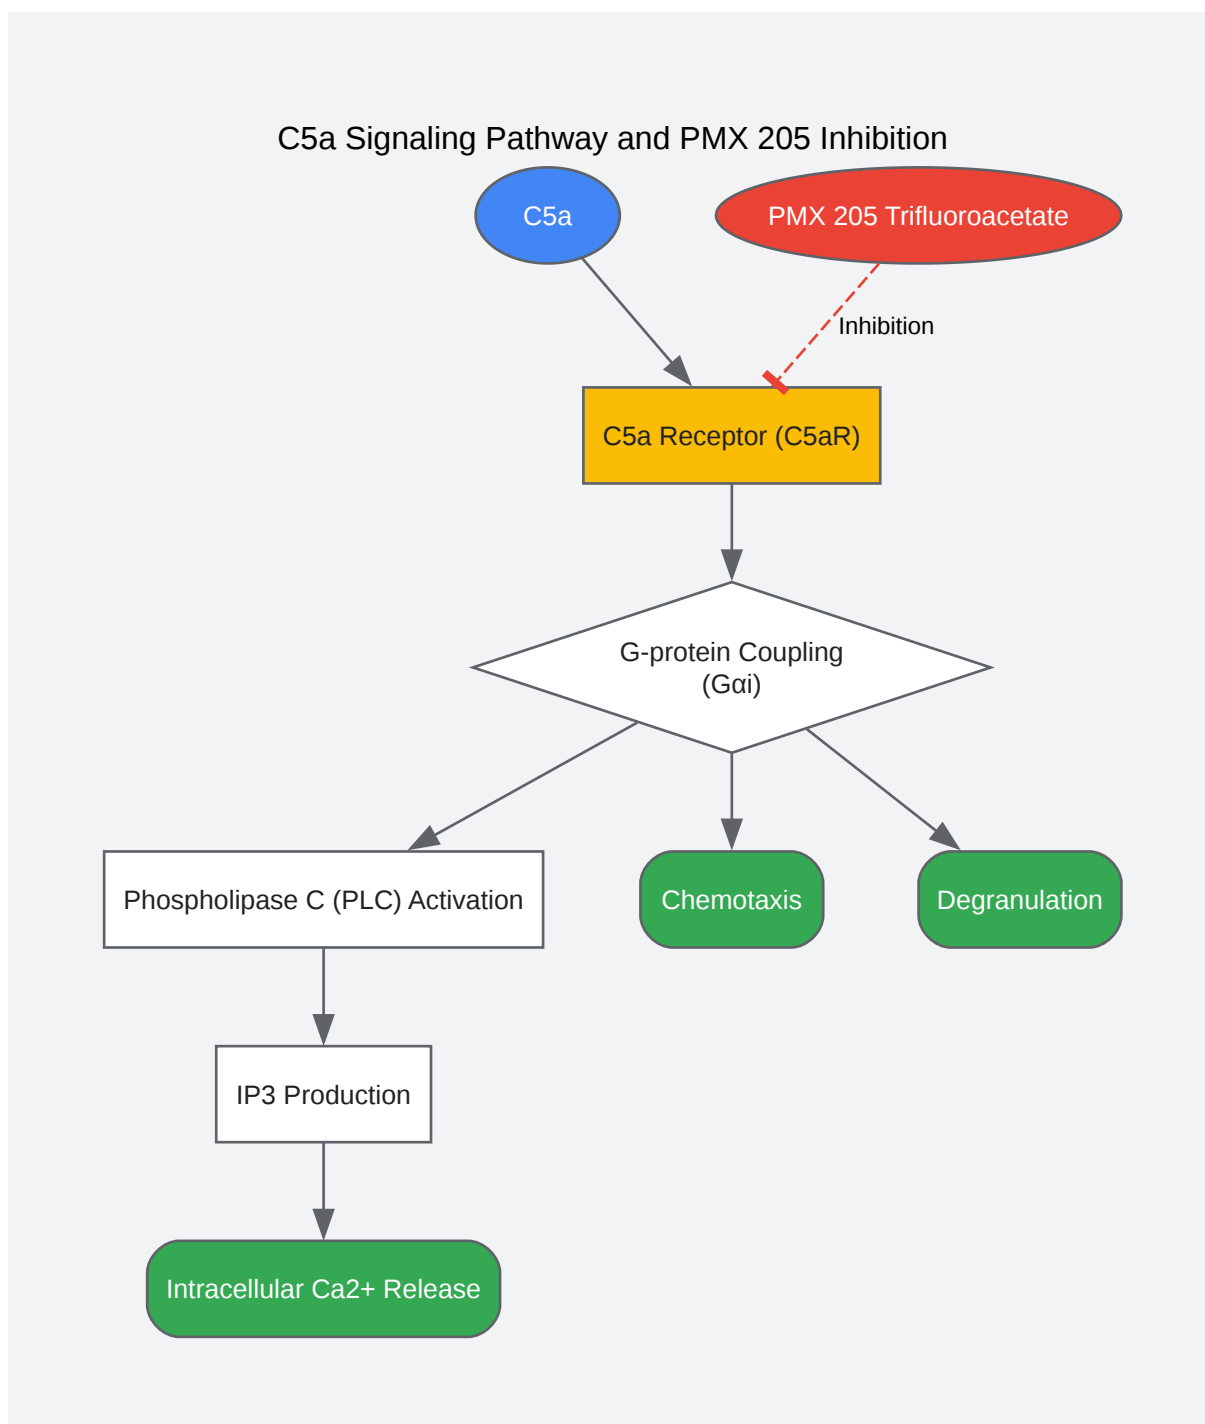 C5a Signaling Pathway and PMX 205 Inhibition
C5a
PMX 205 Trifluoroacetate
Inhibition
C5a Receptor (C5aR)
G-protein Coupling
(Gαi)
Phospholipase C (PLC) Activation
Chemotaxis
Degranulation
IP3 Production
Intracellular Ca2+ Release